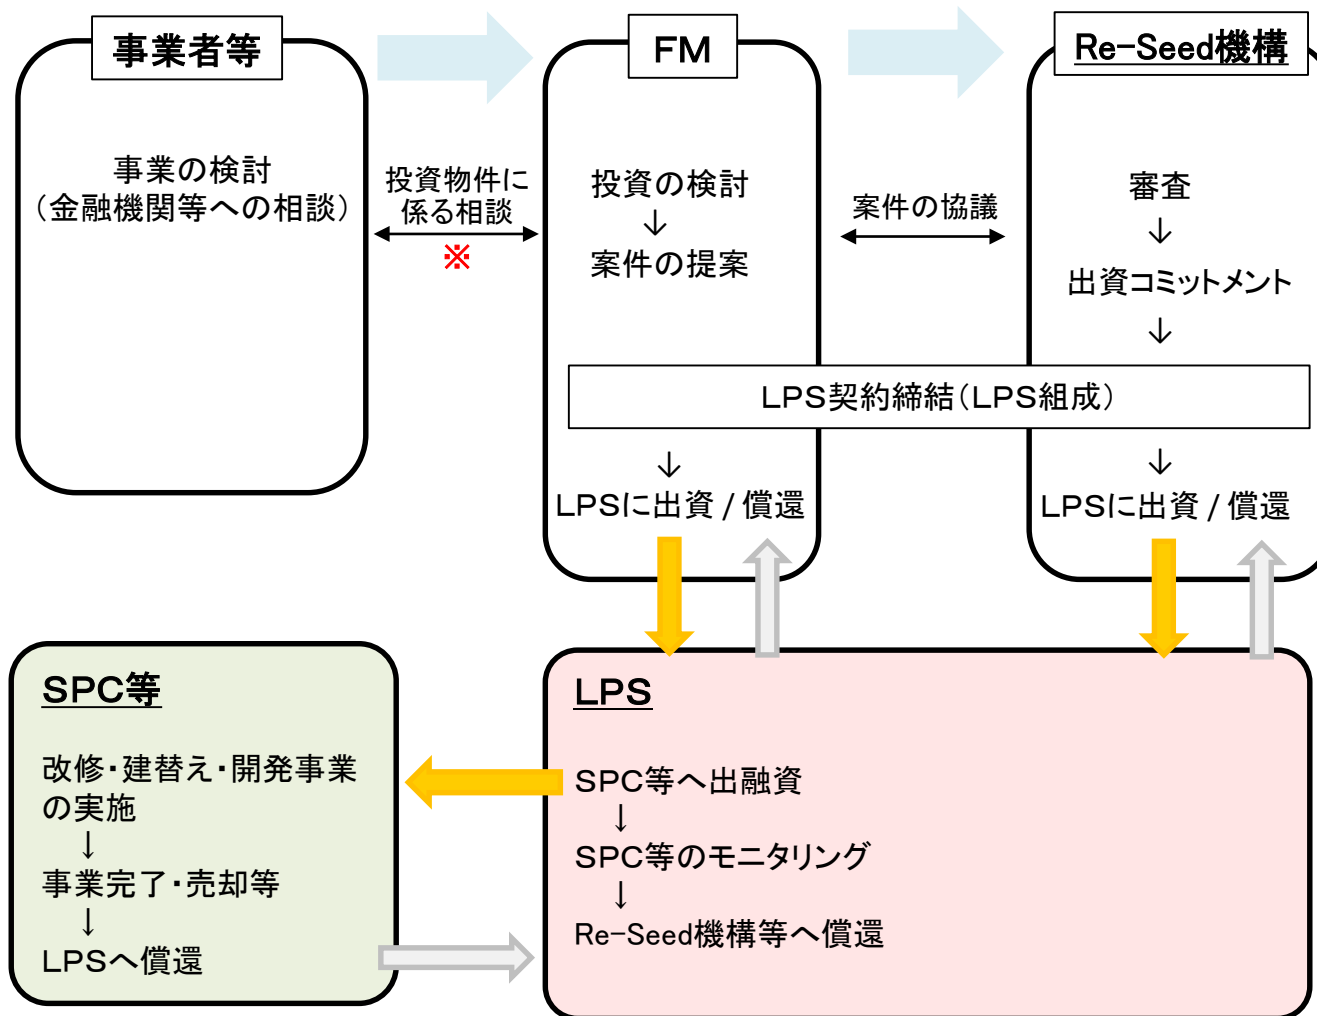 事業者等
事業の検討
（金融機関等への相談）
投資物件に
係る相談
※
FM
投資の検討
↓
案件の提案
案件の協議
Re-Seed機構
審査
↓
出資コミットメント
↓
LPS契約締結（LPS組成）
↓
LPSに出資 / 償還
↓
LPSに出資 / 償還
SPC等
改修・建替え・開発事業
の実施
↓
事業完了・売却等
↓
LPSへ償還
LPS
SPC等へ出融資
↓
SPC等のモニタリング
↓
Re-Seed機構等へ償還